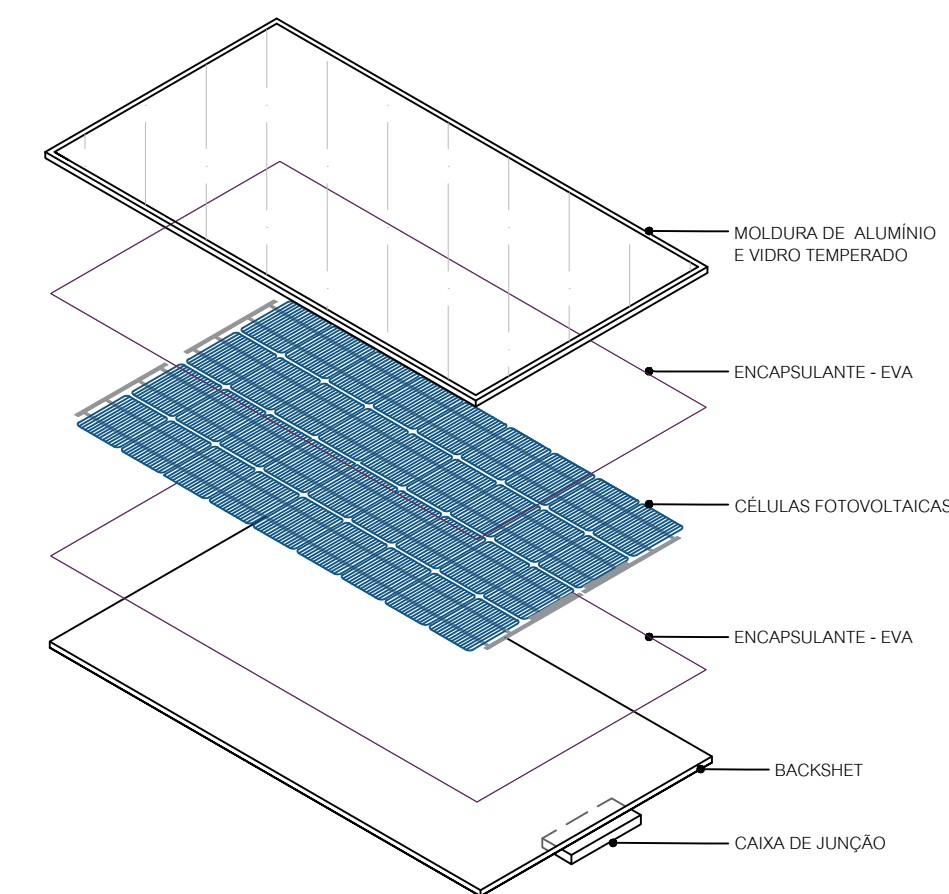 MOLDURA DE ALUMÍNIO
E VIDRO TEMPERADO
ENCAPSULANTE - EVA
CÉLULAS FOTOVOLTAICAS
ENCAPSULANTE - EVA
BACKSHET
CAIXA DE JUNÇÃO